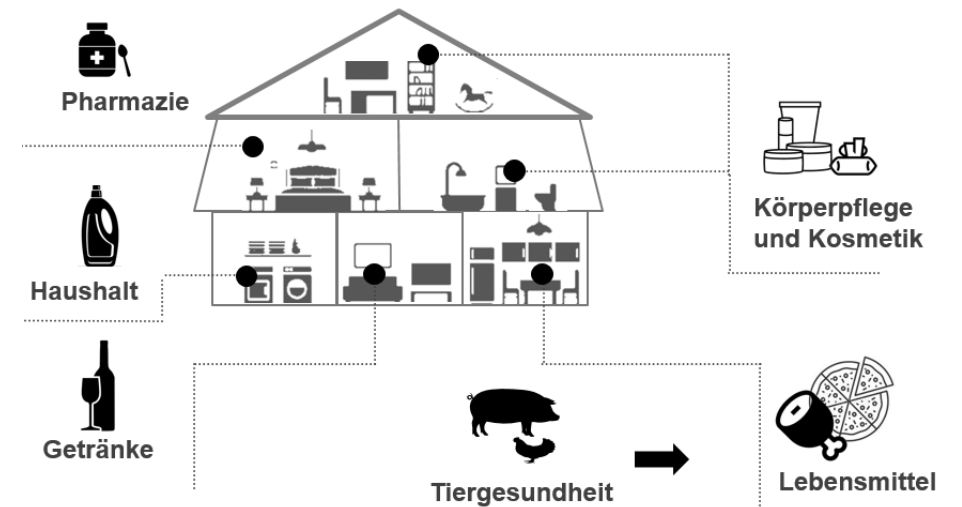 Pharmazie
Haushalt
Getränke
Körperpflege
und Kosmetik
Tiergesundheit
Lebensmittel